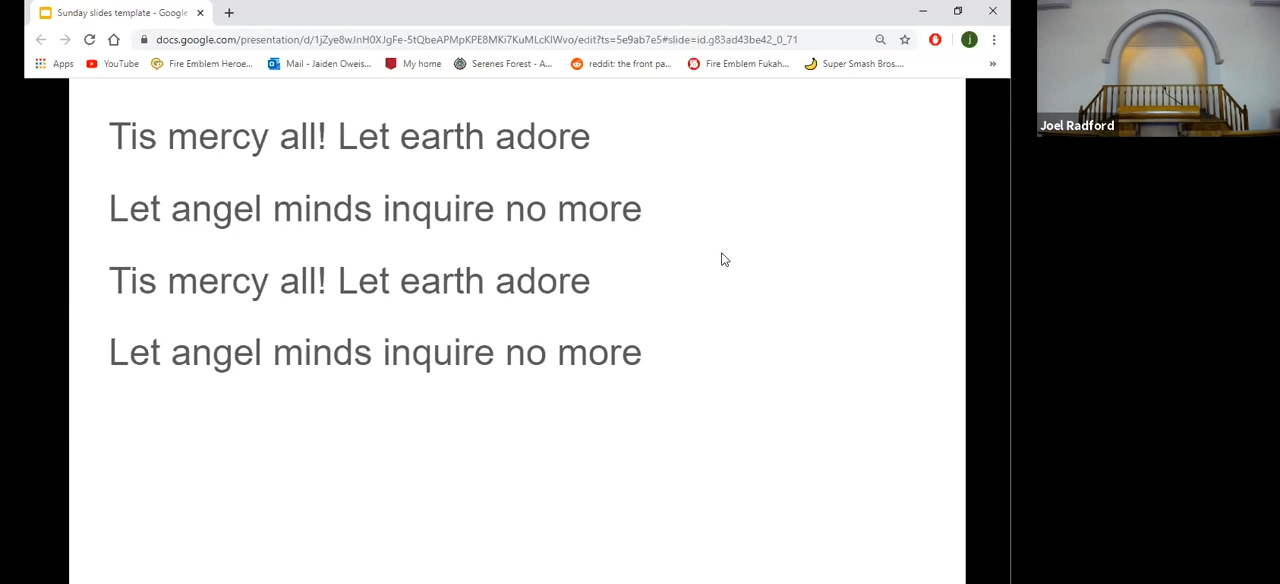 Sunday slides template - Google
docs.google.com/presentation/d/1jZye8wJnH0XJgFe-5tQbeAPMpKPE8MKi7KuMLcKlWvo/edit?ts=5e9ab7e5#slide=id.g83ad43be42_0_71
Apps YouTube Fire Emblem Heroe... Mail - Jaiden Oweis... My home Serenes Forest - A... reddit: the front pa... Fire Emblem Fukah... Super Smash Bros.... »
Joel Radford
Tis mercy all! Let earth adore
Let angel minds inquire no more
Tis mercy all! Let earth adore
Let angel minds inquire no more